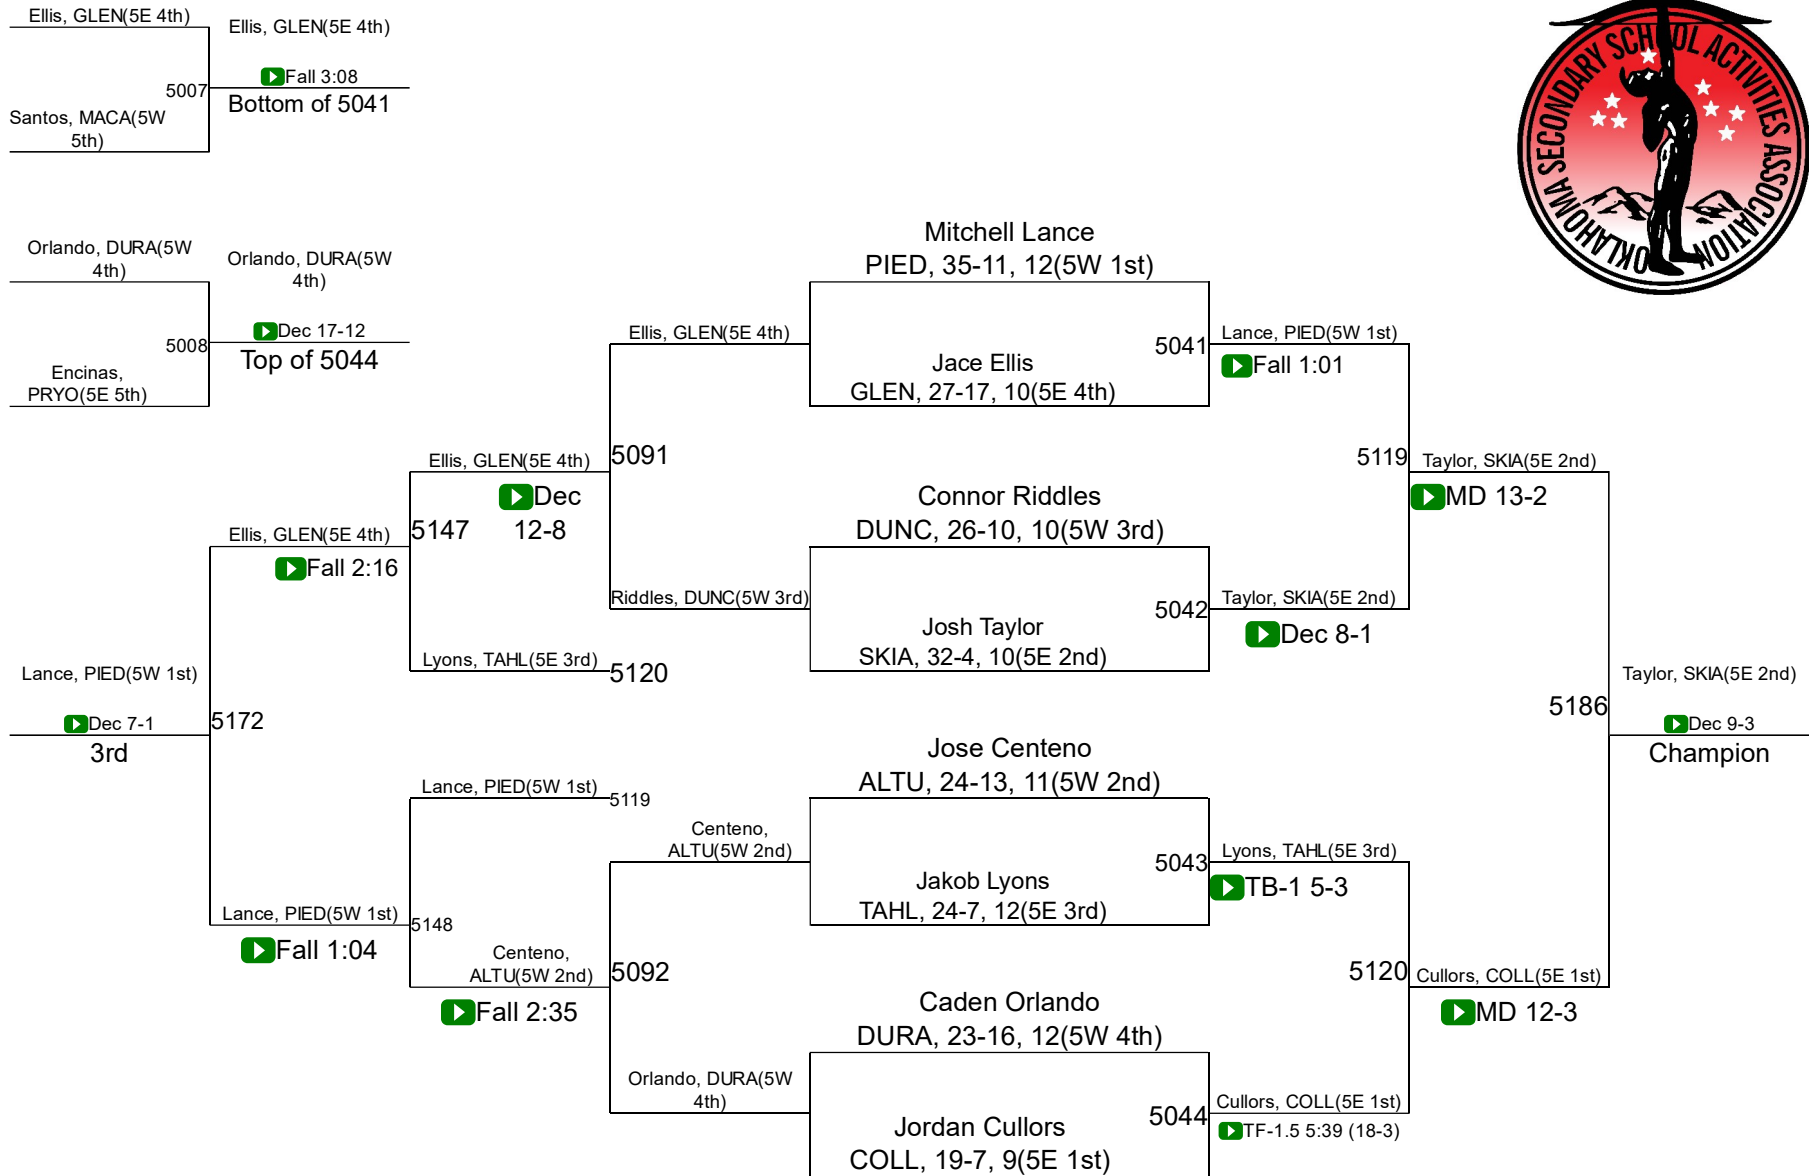 Ellis, GLEN(5E 4th)
Ellis, GLEN(5E 4th)
5007
Fall 3:08
Bottom of 5041
Santos, MACA(5W
5th)
OKLAHOMA SECONDARY SCHOOL ACTIVITIES ASSOCIATION
Orlando, DURA(5W
4th)
Orlando, DURA(5W
4th)
5008
Dec 17-12
Top of 5044
Encinas,
PRYO(5E 5th)
Mitchell Lance
PIED, 35-11, 12(5W 1st)
Ellis, GLEN(5E 4th)
5041
Lance, PIED(5W 1st)
Fall 1:01
Jace Ellis
GLEN, 27-17, 10(5E 4th)
Ellis, GLEN(5E 4th)
5091
Dec
12-8
5119
Taylor, SKIA(5E 2nd)
MD 13-2
Connor Riddles
DUNC, 26-10, 10(5W 3rd)
Ellis, GLEN(5E 4th)
5147
Fall 2:16
Riddles, DUNC(5W 3rd)
5042
Taylor, SKIA(5E 2nd)
Dec 8-1
Josh Taylor
SKIA, 32-4, 10(5E 2nd)
Lyons, TAHL(5E 3rd)
5120
Lance, PIED(5W 1st)
5172
Dec 7-1
3rd
5186
Taylor, SKIA(5E 2nd)
Dec 9-3
Champion
Jose Centeno
ALTU, 24-13, 11(5W 2nd)
Lance, PIED(5W 1st)
5119
Centeno,
ALTU(5W 2nd)
5043
Lyons, TAHL(5E 3rd)
TB-1 5-3
Jakob Lyons
TAHL, 24-7, 12(5E 3rd)
Lance, PIED(5W 1st)
5148
Fall 1:04
Centeno,
ALTU(5W 2nd)
5092
Fall 2:35
5120
Cullors, COLL(5E 1st)
MD 12-3
Caden Orlando
DURA, 23-16, 12(5W 4th)
Orlando, DURA(5W
4th)
5044
Cullors, COLL(5E 1st)
TF-1.5 5:39 (18-3)
Jordan Cullors
COLL, 19-7, 9(5E 1st)